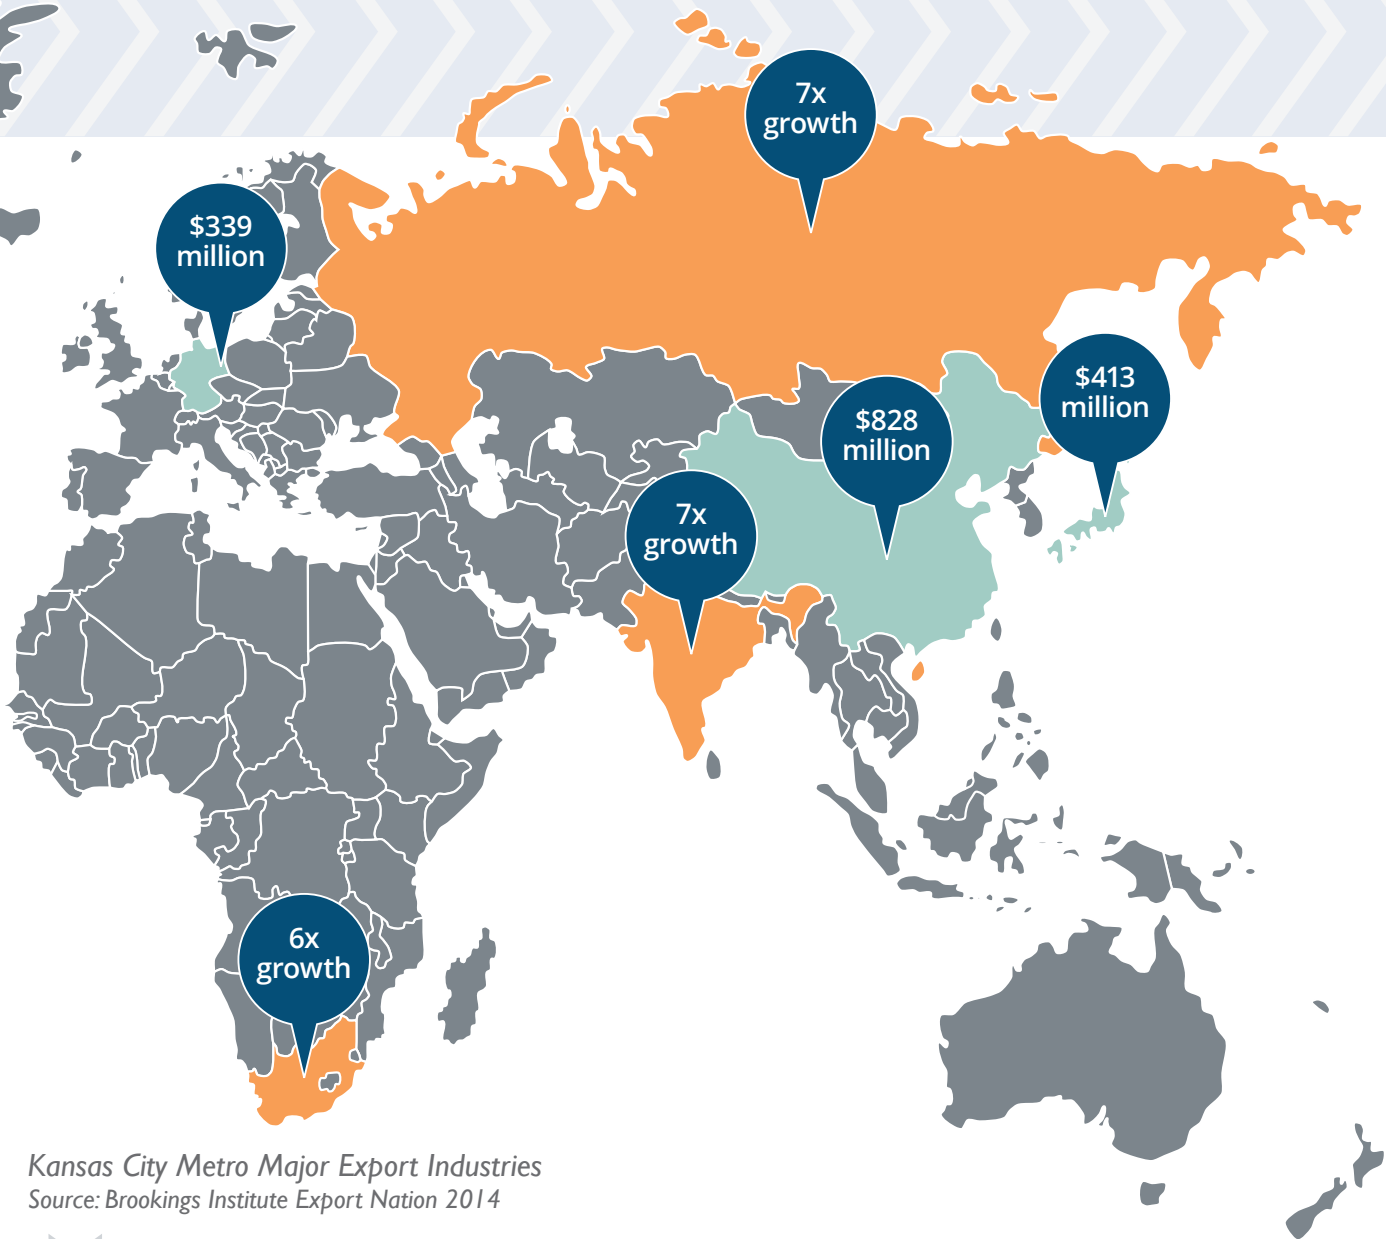 7x
growth
$339
million
$413
million
$828
million
7x
growth
6x
growth
Kansas City Metro Major Export Industries
Source: Brookings Institute Export Nation 2014